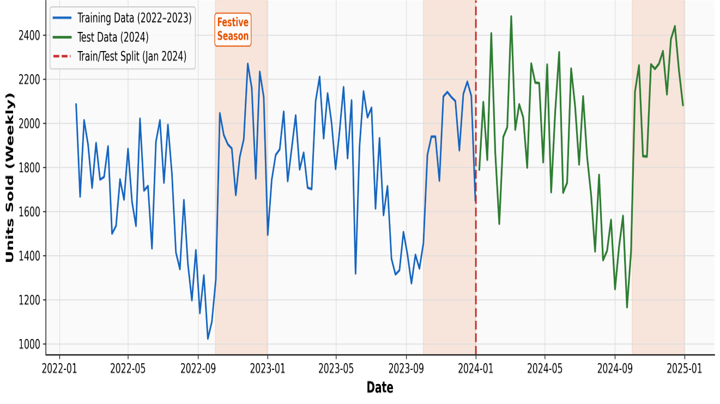 Training Data (2022–2023)
Test Data (2024)
Train/Test Split (Jan 2024)
Festive
Season
Units Sold (Weekly)
2400
2200
2000
1800
1600
1400
1200
1000
2022-01 2022-05 2022-09 2023-01 2023-05 2023-09 2024-01 2024-05 2024-09 2025-01
Date